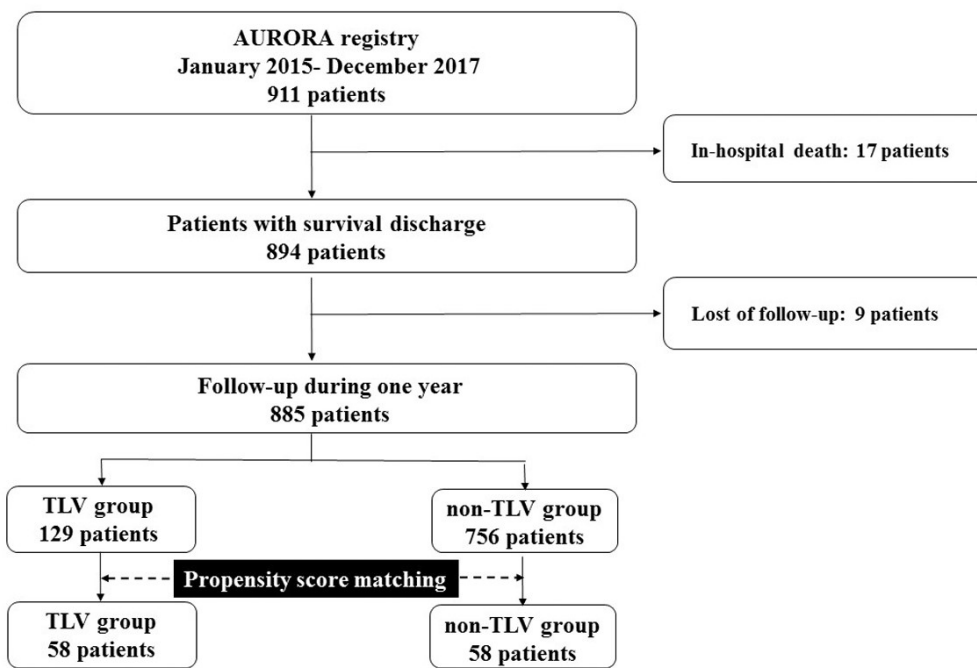 AURORA registry
January 2015- December 2017
911 patients
In-hospital death: 17 patients
Patients with survival discharge
894 patients
Lost of follow-up: 9 patients
Follow-up during one year
885 patients
TLV group
129 patients
non-TLV group
756 patients
Propensity score matching
TLV group
58 patients
non-TLV group
58 patients